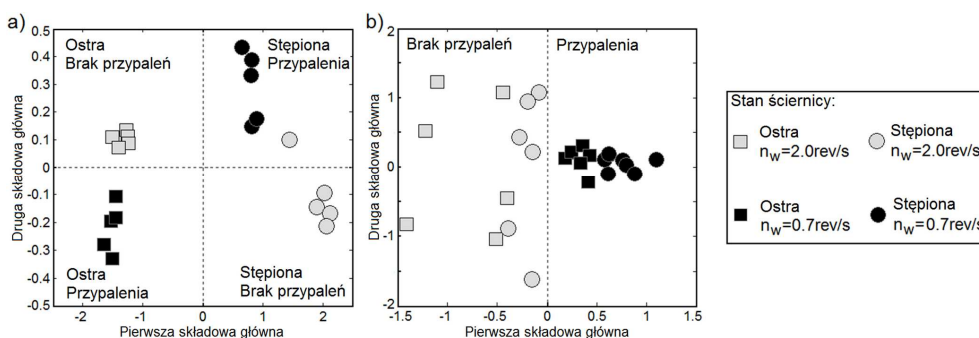 a)
Ostra
Brak przypaleń
Stępiona
Przypalenia
Ostra
Przypalenia
Stępiona
Brak przypaleń
0.5
0.4
0.3
0.2
0.1
0
-0.1
-0.2
-0.3
-0.4
-0.5
Druga składowa główna
-2
-1
0
1
2
Pierwsza składowa główna
b)
Brak przypaleń
Przypalenia
2
1
0
-1
-2
Druga składowa główna
-1.5
-1
-0.5
0
0.5
1
1.5
Pierwsza składowa główna
Stan ściernicy:
Ostra
nw=2.0rev/s
Stępiona
nw=2.0rev/s
Ostra
nw=0.7rev/s
Stępiona
nw=0.7rev/s